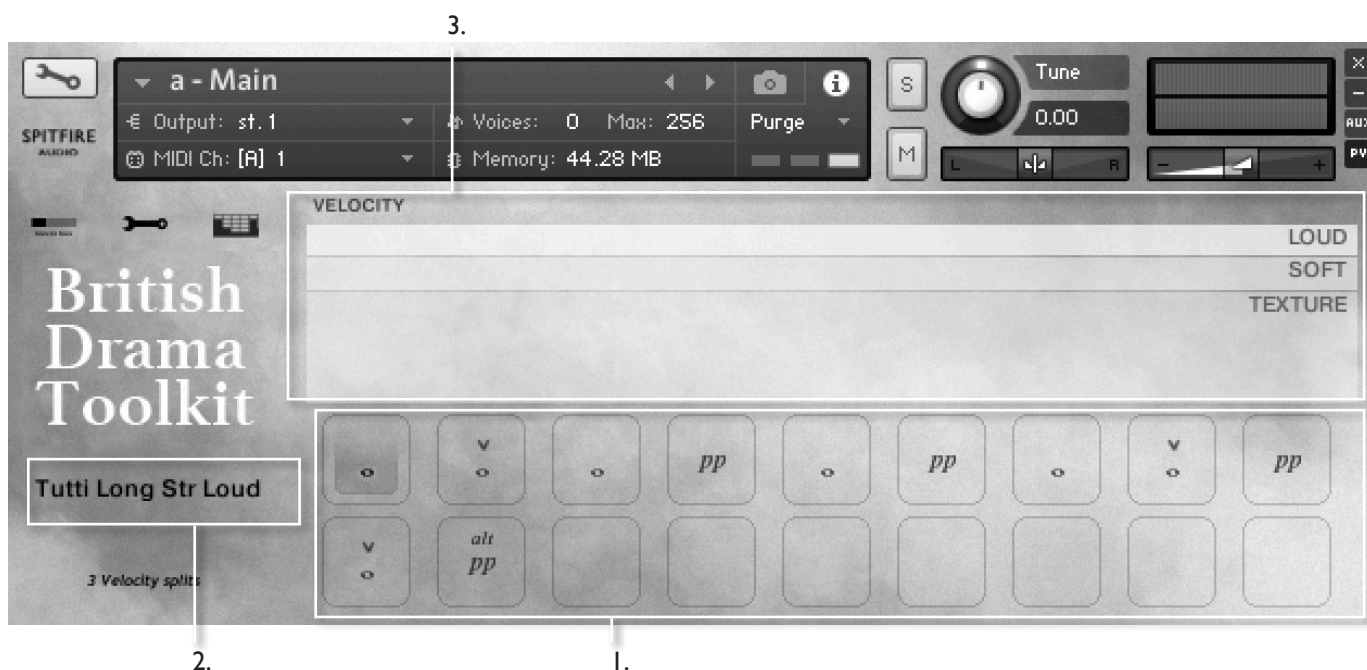 3.
a - Main
S
Tune
SPITFIRE
AUDIO
Output: st. 1
Voices: 0 Max: 256
Purge
0.00
AUX
MIDI Ch: [A] 1
Memory: 44.28 MB
M
L
R
-
+
PV
VELOCITY
LOUD
SOFT
TEXTURE
British
Drama
Toolkit
Tutti Long Str Loud
3 Velocity splits
pp
pp
pp
alt
pp
2.
1.